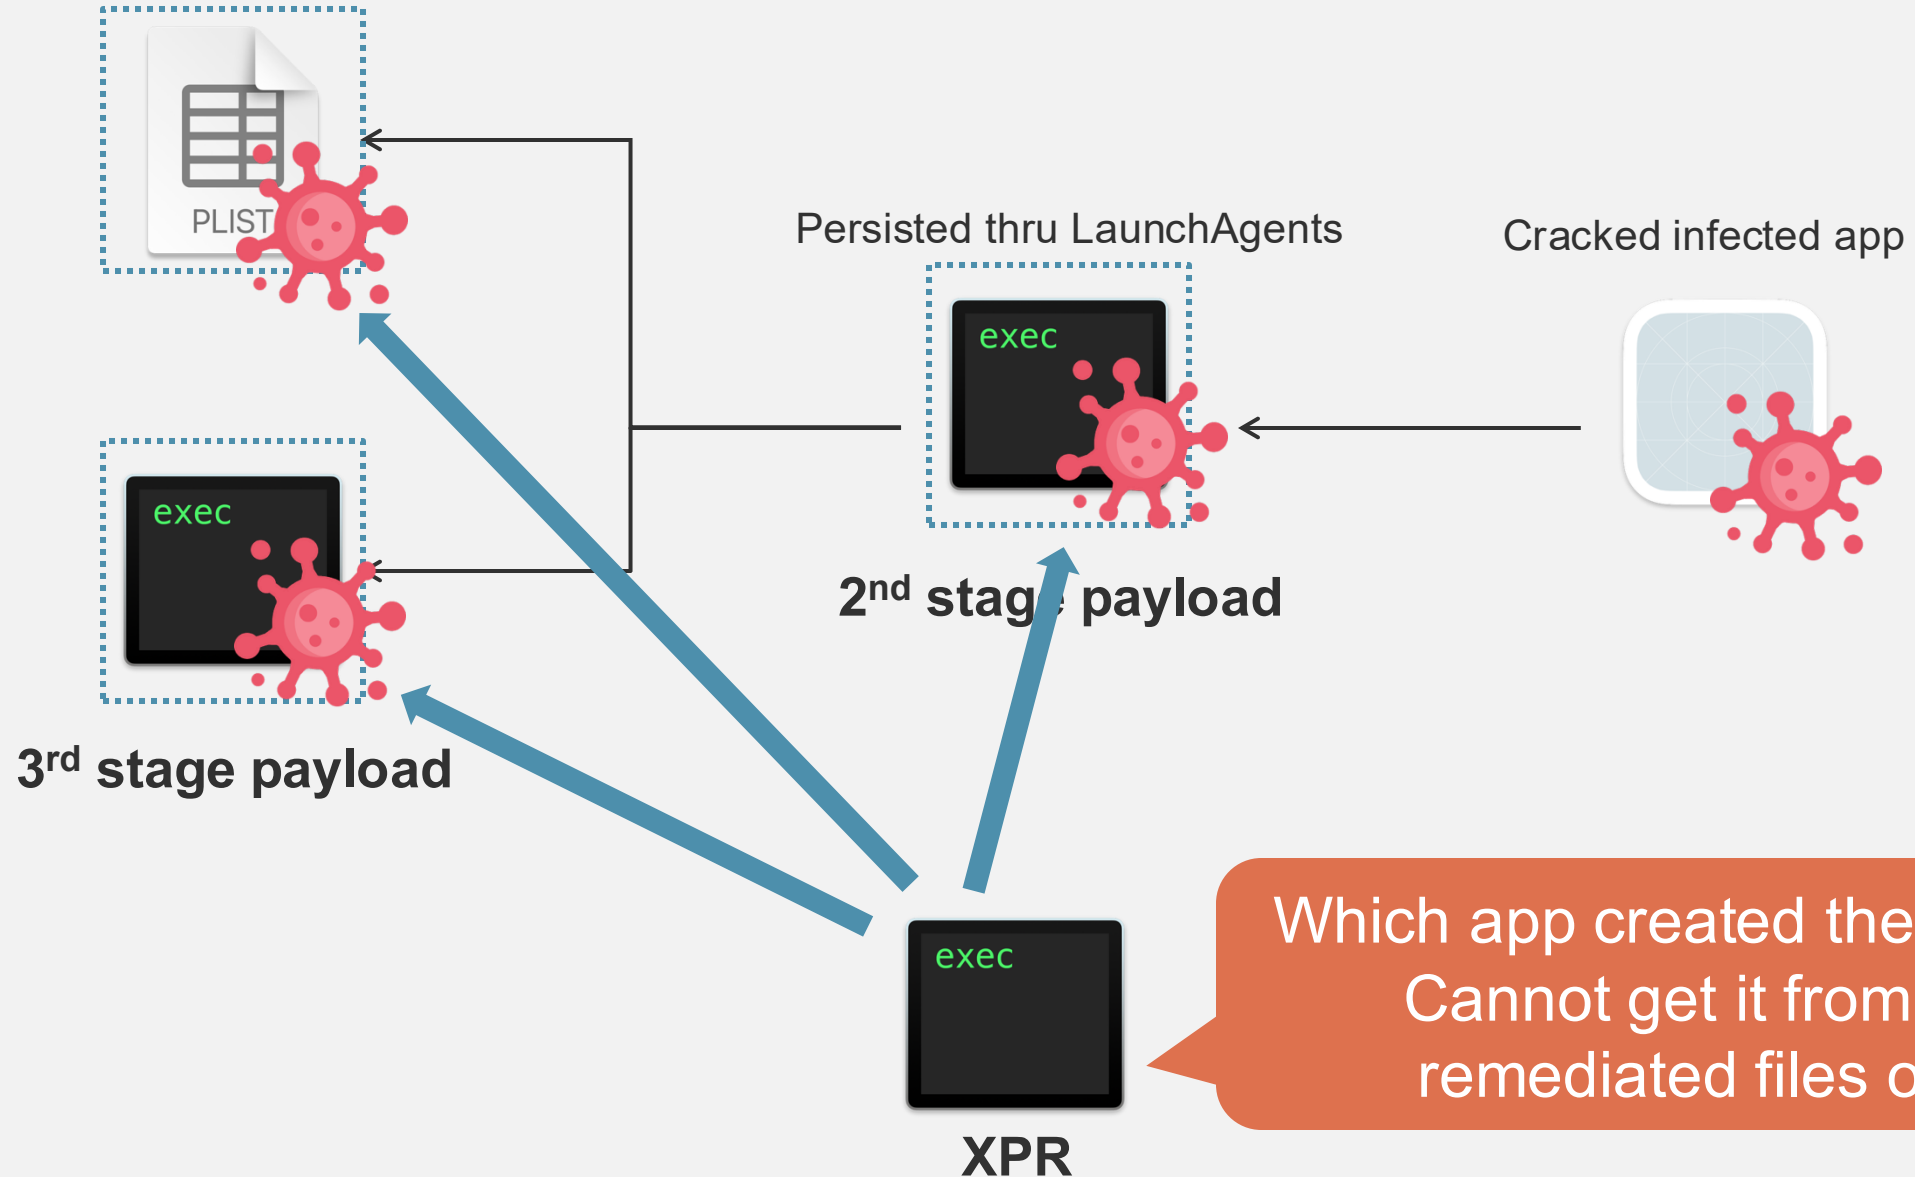 PLIST
Persisted thru LaunchAgents
Cracked infected app
exec
exec
2nd stage payload
3rd stage payload
exec
Which app created the
Cannot get it from
remediated files
XPR